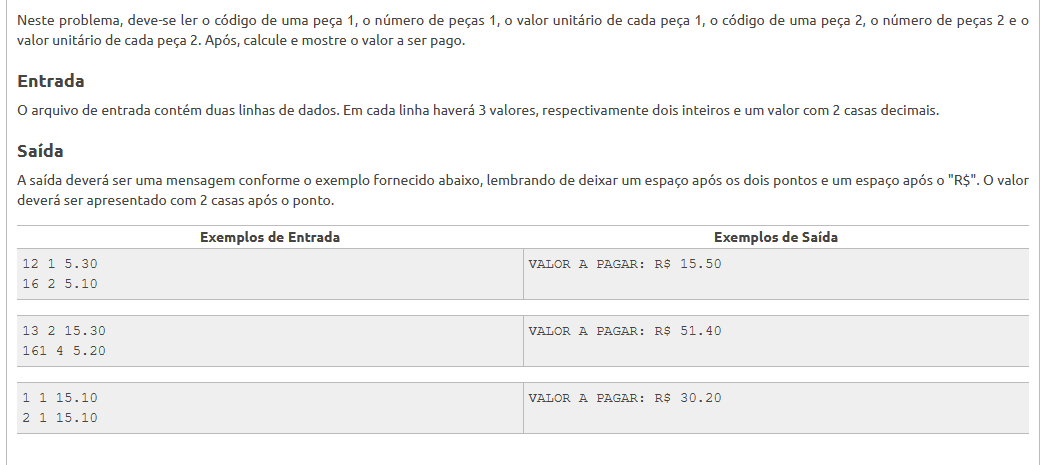 Neste problema, deve-se ler o código de uma peça 1, o número de peças 1, o valor unitário de cada peça 1, o código de uma peça 2, o número de peças 2 e o
valor unitário de cada peça 2. Após, calcule e mostre o valor a ser pago.
Entrada
O arquivo de entrada contém duas linhas de dados. Em cada linha haverá 3 valores, respectivamente dois inteiros e um valor com 2 casas decimais.
Saída
A saída deverá ser uma mensagem conforme o exemplo fornecido abaixo, lembrando de deixar um espaço após os dois pontos e um espaço após o "R$". O valor
deverá ser apresentado com 2 casas após o ponto.
Exemplos de Entrada Exemplos de Saída
12 1 5.30 VALOR A PAGAR: R$ 15.50
16 2 5.10
13 2 15.30 VALOR A PAGAR: R$ 51.40
161 4 5.20
1 1 15.10 VALOR A PAGAR: R$ 30.20
2 1 15.10